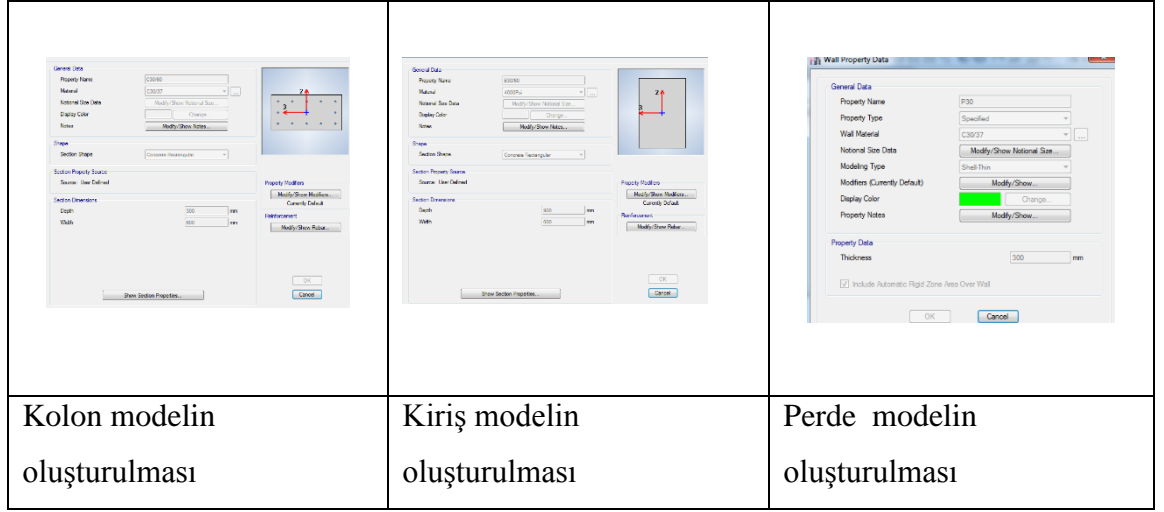 General Data
Property Name C30/60
Material C30/37 ...
Notional Size Data Modify/Show Notional Size...
Display Color Change...
Notes Modify/Show Notes...
Shape
Section Shape Concrete Rectangular
Section Property Source
Source: User Defined
Section Dimensions
Depth 300 mm
Width 600 mm
Show Section Properties...
2
3
Property Modifiers
Modify/Show Modifiers...
Currently Default
Reinforcement
Modify/Show Rebar...
OK
Cancel
General Data
Property Name
Material 4000Psi ...
Notional Size Data Modify/Show Notional Size...
Display Color Change...
Notes Modify/Show Notes...
Shape
Section Shape Concrete Rectangular
Section Property Source
Source: User Defined
Section Dimensions
Depth mm
Width mm
Show Section Properties...
2
3
Property Modifiers
Modify/Show Modifiers...
Currently Default
Reinforcement
Modify/Show Rebar...
OK
Cancel
Wall Property Data
General Data
Property Name P30
Property Type Specified
Wall Material C30/37 ...
Notional Size Data Modify/Show Notional Size...
Modeling Type Shell-Thin
Modifiers (Currently Default) Modify/Show...
Display Color Change...
Property Notes Modify/Show...
Property Data
Thickness 300 mm
Include Automatic Rigid Zone Area Over Wall
OK Cancel
Kolon modelin
oluşturulması
Kiriş modelin
oluşturulması
Perde modelin
oluşturulması